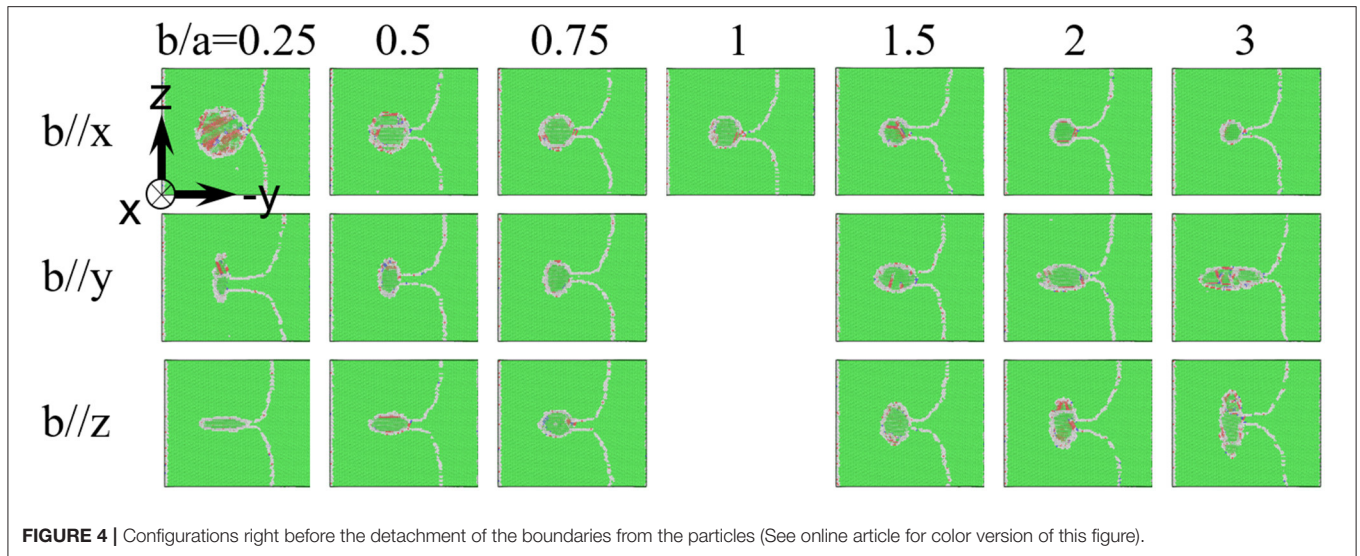 b/a=0.25 0.5 0.75 1 1.5 2 3
b//x
z
x
-y
b//y
b//z
FIGURE 4 | Configurations right before the detachment of the boundaries from the particles (See online article for color version of this figure).